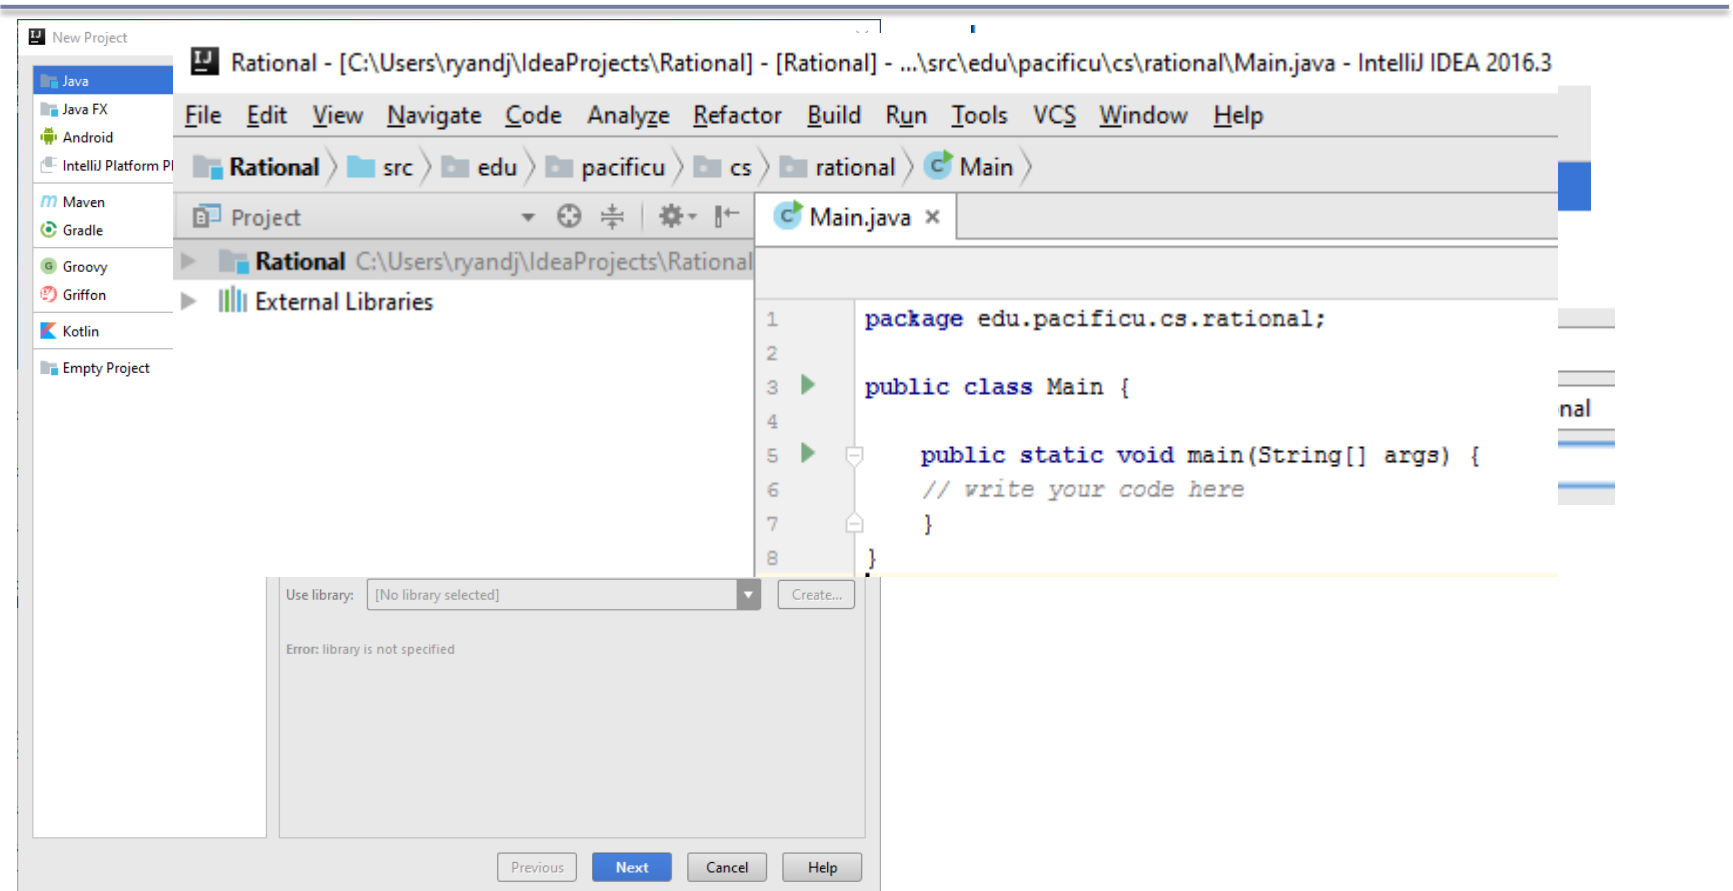 New Project
Java
Java FX
Android
IntelliJ Platform Pl
Maven
Gradle
Groovy
Griffon
Kotlin
Empty Project
Rational - [C:\Users\ryandj\IdeaProjects\Rational] - [Rational] - ...\src\edu\pacificu\cs\rational\Main.java - IntelliJ IDEA 2016.3
File Edit View Navigate Code Analyze Refactor Build Run Tools VCS Window Help
Rational src edu pacificu cs rational Main
Project
Main.java
Rational C:\Users\ryandj\IdeaProjects\Rational
External Libraries
1 package edu.pacificu.cs.rational;
2
3 public class Main {
4
5 public static void main(String[] args) {
6 // write your code here
7 }
8 }
nal
Use library: [No library selected] Create...
Error: library is not specified
Previous Next Cancel Help